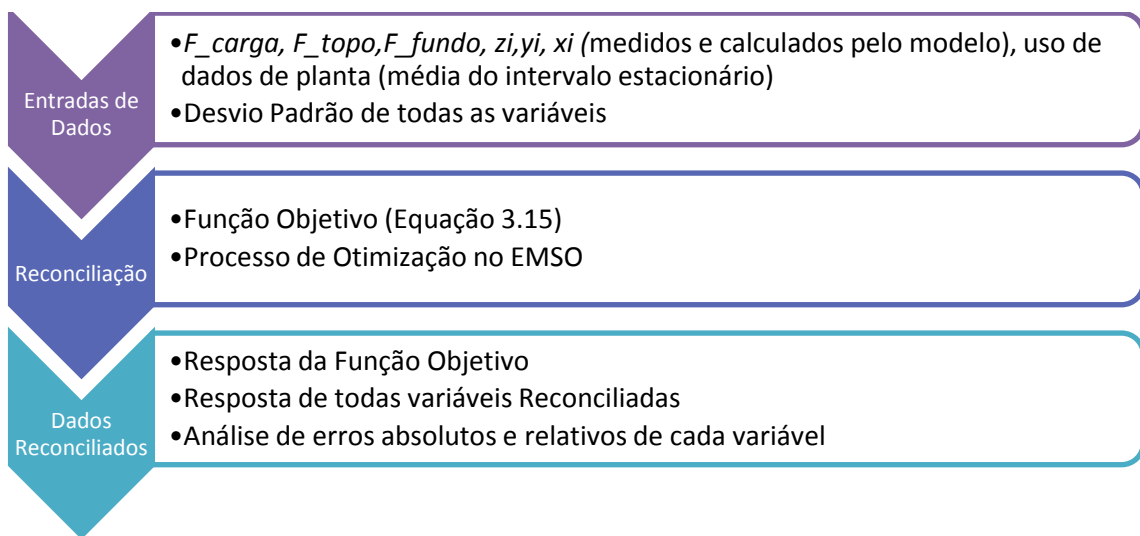 Entradas de
Dados
•F_carga, F_topo,F_fundo, zi,yi, xi (medidos e calculados pelo modelo), uso de
dados de planta (média do intervalo estacionário)
•Desvio Padrão de todas as variáveis
Reconciliação
•Função Objetivo (Equação 3.15)
•Processo de Otimização no EMSO
Dados
Reconciliados
•Resposta da Função Objetivo
•Resposta de todas variáveis Reconciliadas
•Análise de erros absolutos e relativos de cada variável